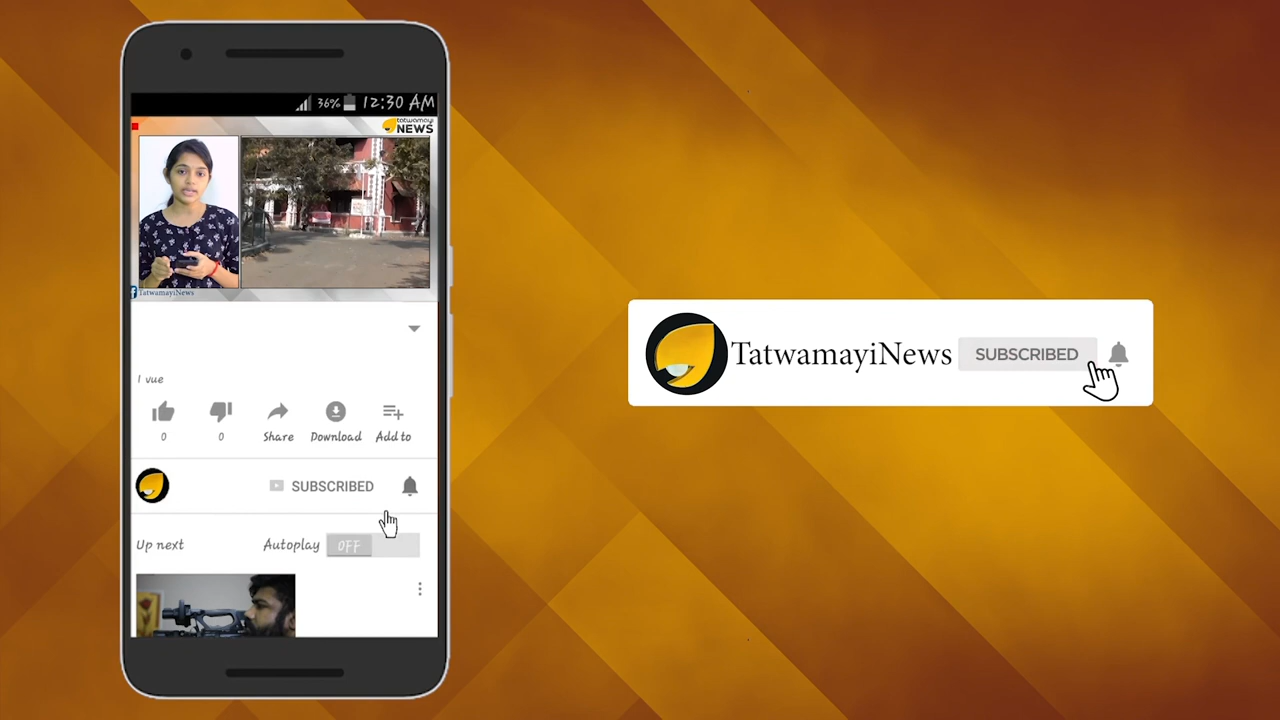 36% 12:30 AM
tatwamayi
NEWS
TatwamayiNews
1 vue
0 0 Share Download Add to
SUBSCRIBED
Up next Autoplay OFF
TatwamayiNews SUBSCRIBED